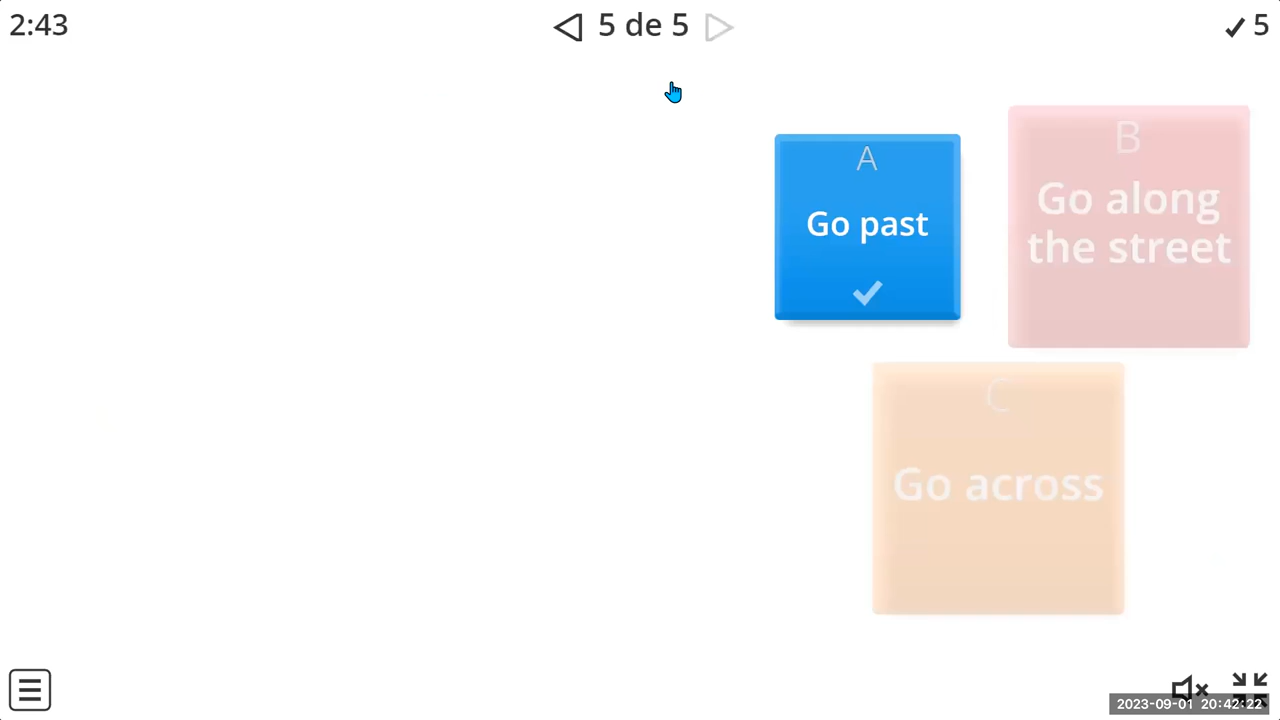 2:43
5 de 5
5
A
Go past
B
Go along
the street
C
Go across
2023-09-01 20:42:22